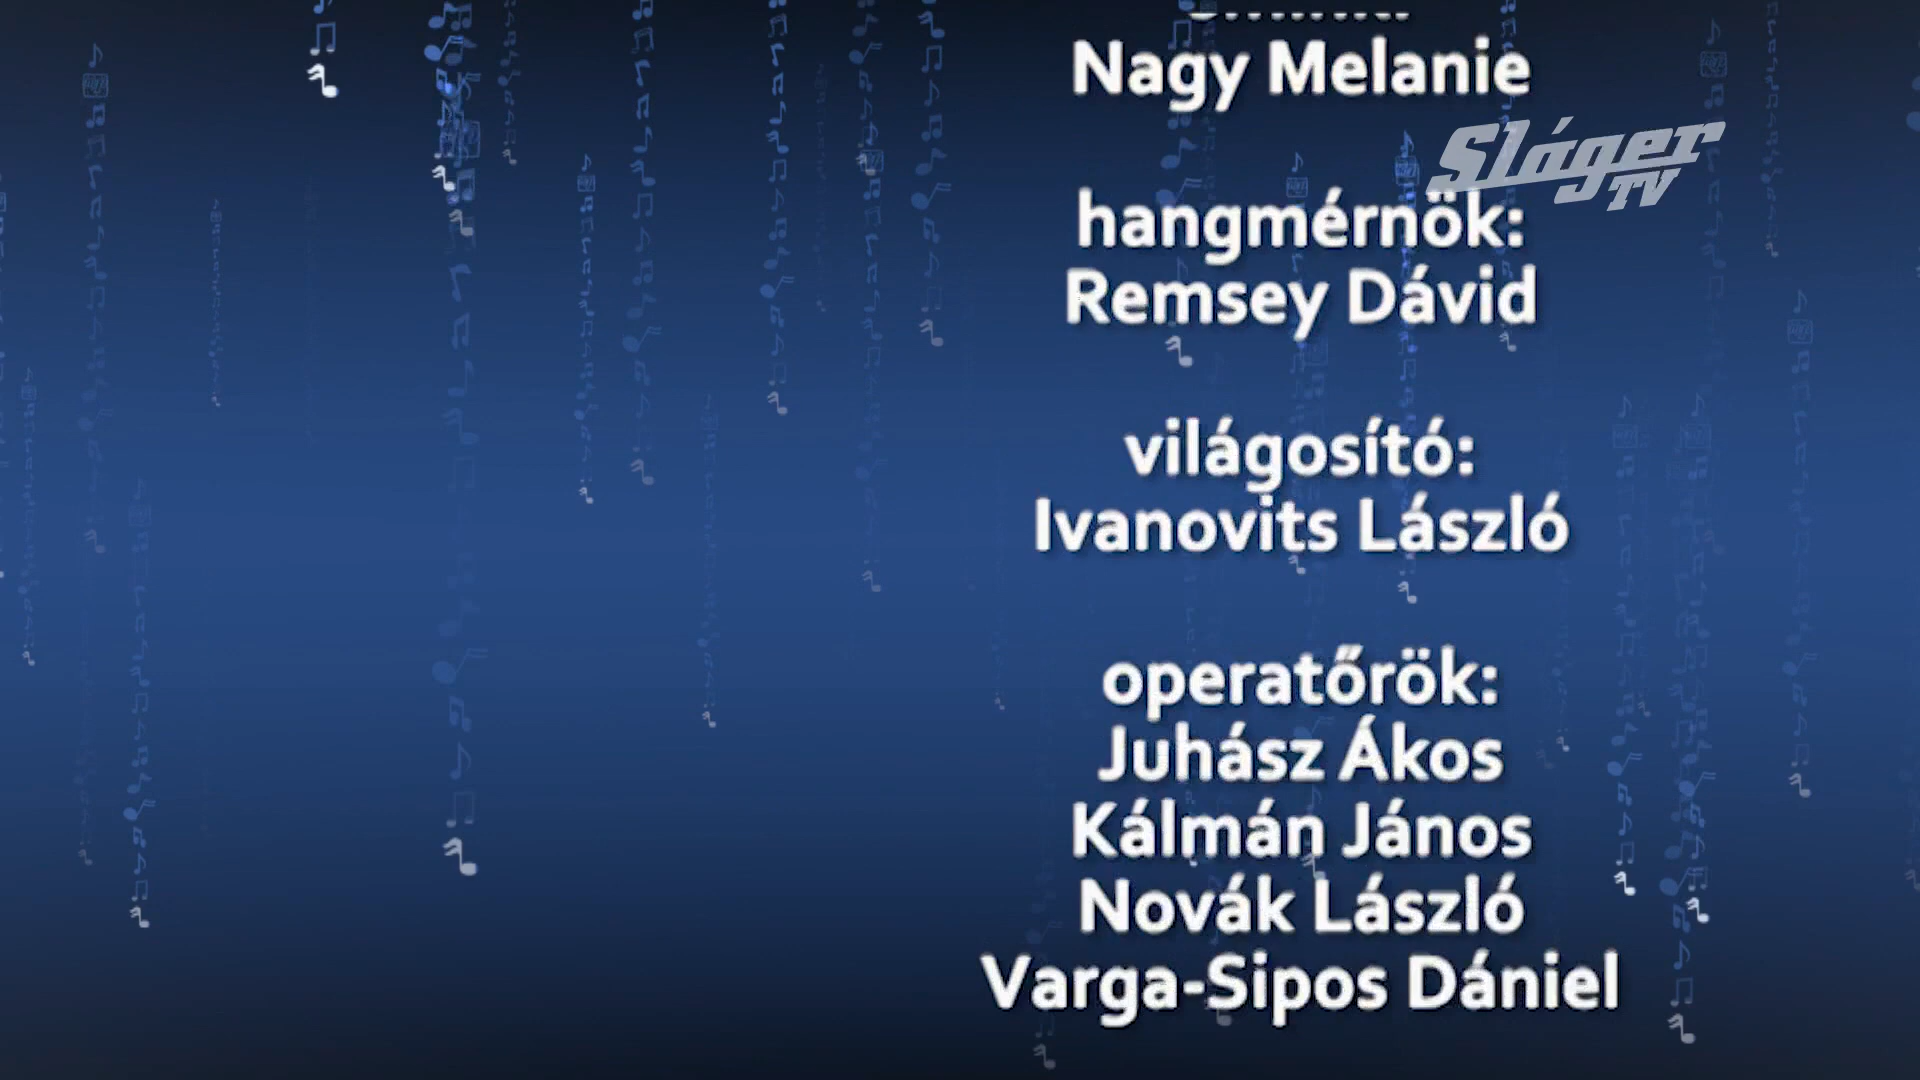 Nagy Melanie
Sláger
TV
hangmérnök:
Remsey Dávid
világosító:
Ivanovits László
operatőrök:
Juhász Ákos
Kálmán János
Novák László
Varga-Sipos Dániel